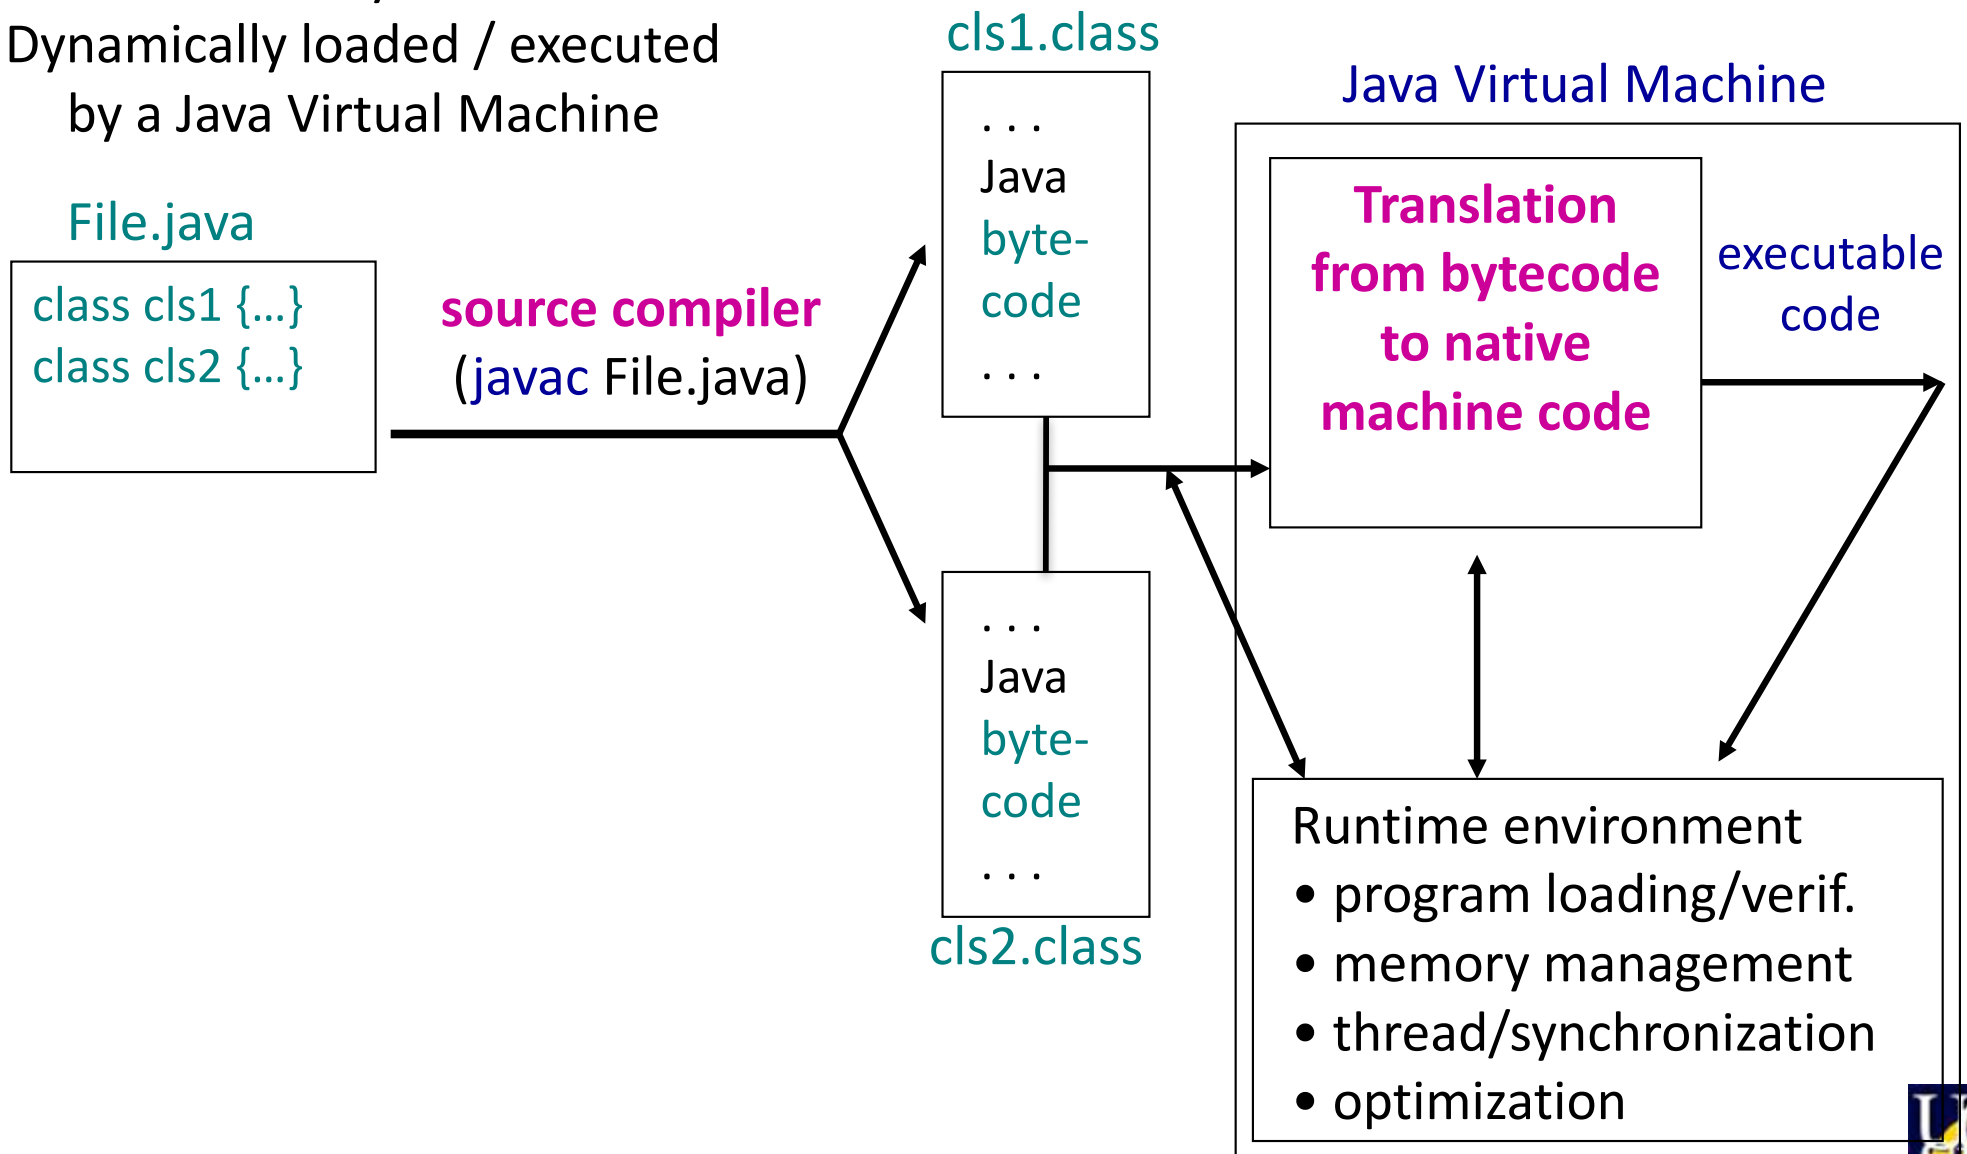 Dynamically loaded / executed
by a Java Virtual Machine
File.java
class cls1 {...}
class cls2 {...}
source compiler
(javac File.java)
cls1.class
. . .
Java
byte-
code
. . .
. . .
Java
byte-
code
. . .
cls2.class
Java Virtual Machine
Translation
from bytecode
to native
machine code
executable
code
Runtime environment
• program loading/verif.
• memory management
• thread/synchronization
• optimization